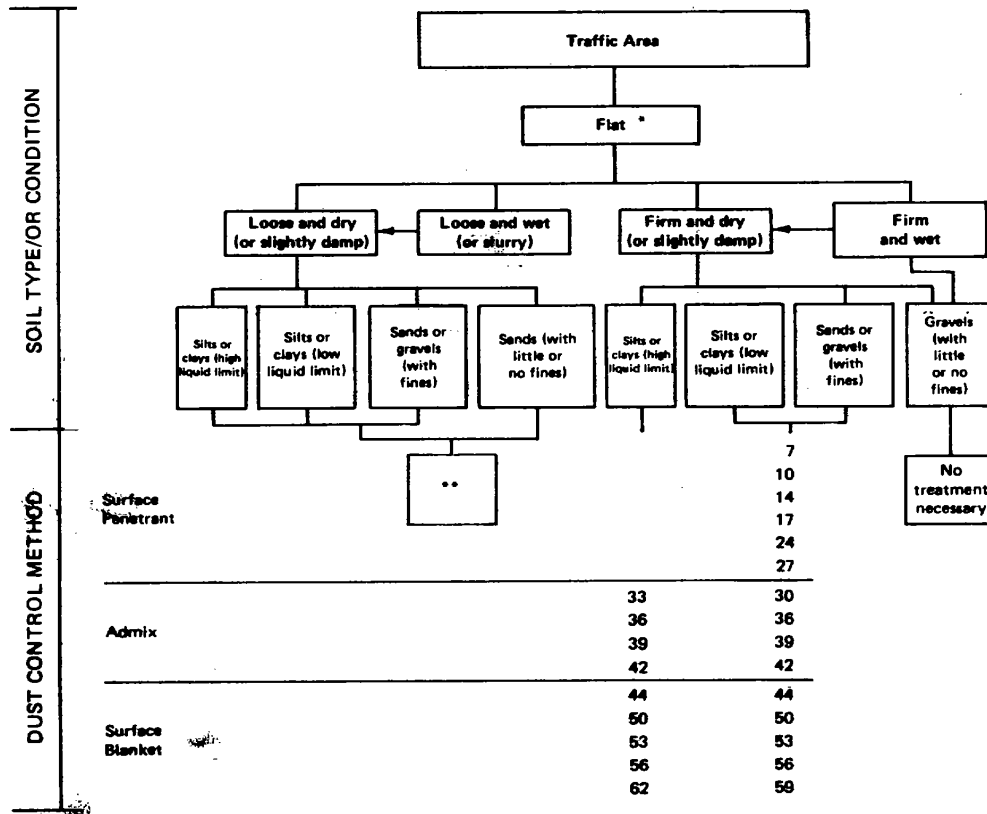 Traffic Area
Flat *
SOIL TYPE/OR CONDITION
Loose and dry
(or slightly damp)
Loose and wet
(or slurry)
Firm and dry
(or slightly damp)
Firm
and wet
Silts or
clays (high
liquid limit)
Silts or
clays (low
liquid limit)
Sands or
gravels
(with
fines)
Sands (with
little or
no fines)
Silts or
clays (high
liquid limit)
Silts or
clays (low
liquid limit)
Sands or
gravels
(with fines)
Gravels
(with
little
or no
fines)
DUST CONTROL METHOD
Surface
Penetrant
**
7
10
14
17
24
27
No
treatment
necessary
Admix
33 30
36 36
39 39
42 42
Surface
Blanket
44 44
50 50
53 53
56 56
62 59